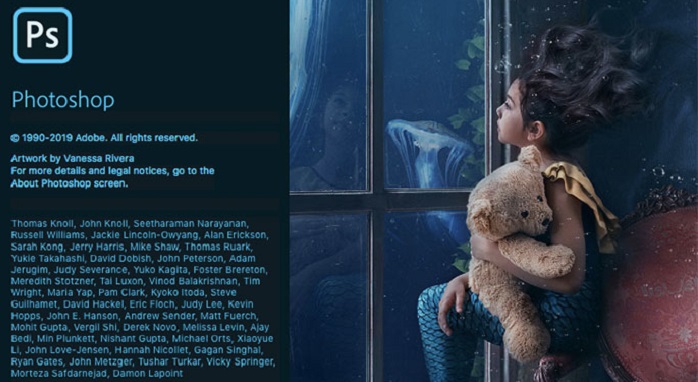 Ps
Photoshop
© 1990-2019 Adobe. All rights reserved.
Artwork by Vanessa Rivera
For more details and legal notices, go to the
About Photoshop screen.
Thomas Knoll, John Knoll, Seetharaman Narayanan,
Russell Williams, Jackie Lincoln-Owyang, Alan Erickson,
Sarah Kong, Jerry Harris, Mike Shaw, Thomas Ruark,
Yukie Takahashi, David Dobish, John Peterson, Adam
Jerugim, Judy Severance, Yuko Kagita, Foster Brereton,
Meredith Stotzner, Tai Luxon, Vinod Balakrishnan, Tim
Wright, Maria Yap, Pam Clark, Kyoko Itoda, Steve
Guilhamet, David Hackel, Eric Floch, Judy Lee, Kevin
Hopps, John E. Hanson, Andrew Sender, Matt Fuerch,
Mohit Gupta, Vergil Shi, Derek Novo, Melissa Levin, Ajay
Bedi, Min Plunkett, Nishant Gupta, Michael Orts, Xiaoyue
Li, John Love-Jensen, Hannah Nicollet, Gagan Singhal,
Ryan Gates, John Metzger, Tushar Turkar, Vicky Springer,
Morteza Safdarnejad, Damon Lapoint